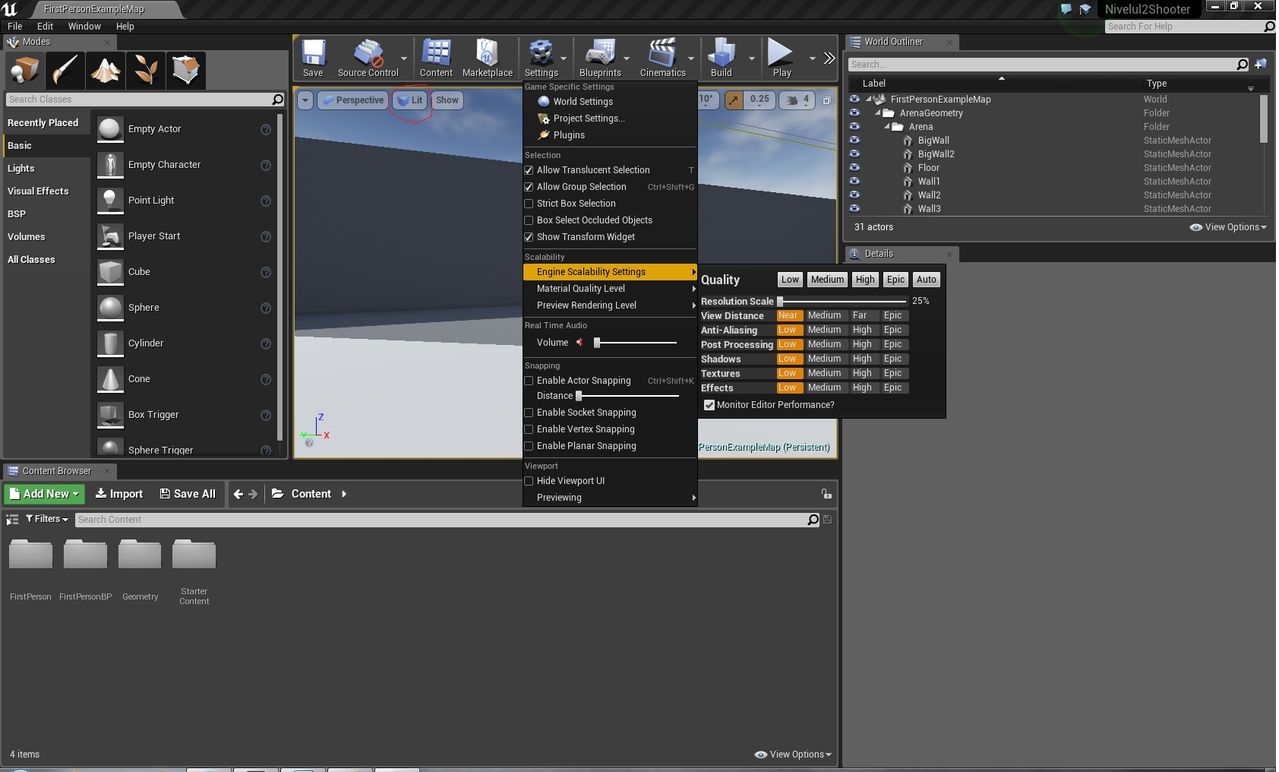 FirstPersonExampleMap
Nivelul2Shooter
File Edit Window Help
Search For Help
Modes
Search Classes
Recently Placed
Basic
Lights
Visual Effects
BSP
Volumes
All Classes
Empty Actor
Empty Character
Point Light
Player Start
Cube
Sphere
Cylinder
Cone
Box Trigger
Sphere Trigger
Save
Source Control
Content
Marketplace
Settings
Blueprints
Cinematics
Build
Play
Perspective
Lit
Show
10°
0.25
4
Game Specific Settings
World Settings
Project Settings...
Plugins
Selection
Allow Translucent Selection T
Allow Group Selection Ctrl+Shift+G
Strict Box Selection
Box Select Occluded Objects
Show Transform Widget
Scalability
Engine Scalability Settings
Material Quality Level
Preview Rendering Level
Real Time Audio
Volume
Snapping
Enable Actor Snapping Ctrl+Shift+K
Distance
Enable Socket Snapping
Enable Vertex Snapping
Enable Planar Snapping
Viewport
Hide Viewport UI
Previewing
Quality Low Medium High Epic Auto
Resolution Scale 25%
View Distance Near Medium Far Epic
Anti-Aliasing Low Medium High Epic
Post Processing Low Medium High Epic
Shadows Low Medium High Epic
Textures Low Medium High Epic
Effects Low Medium High Epic
Monitor Editor Performance?
Z
Y X
PersonExampleMap (Persistent)
World Outliner
Search...
Label Type
FirstPersonExampleMap World
ArenaGeometry Folder
Arena Folder
BigWall StaticMeshActor
BigWall2 StaticMeshActor
Floor StaticMeshActor
Wall1 StaticMeshActor
Wall2 StaticMeshActor
Wall3 StaticMeshActor
31 actors
View Options
Details
Content Browser
Add New Import Save All Content
Filters Search Content
FirstPerson
FirstPersonBP
Geometry
Starter
Content
4 items
View Options